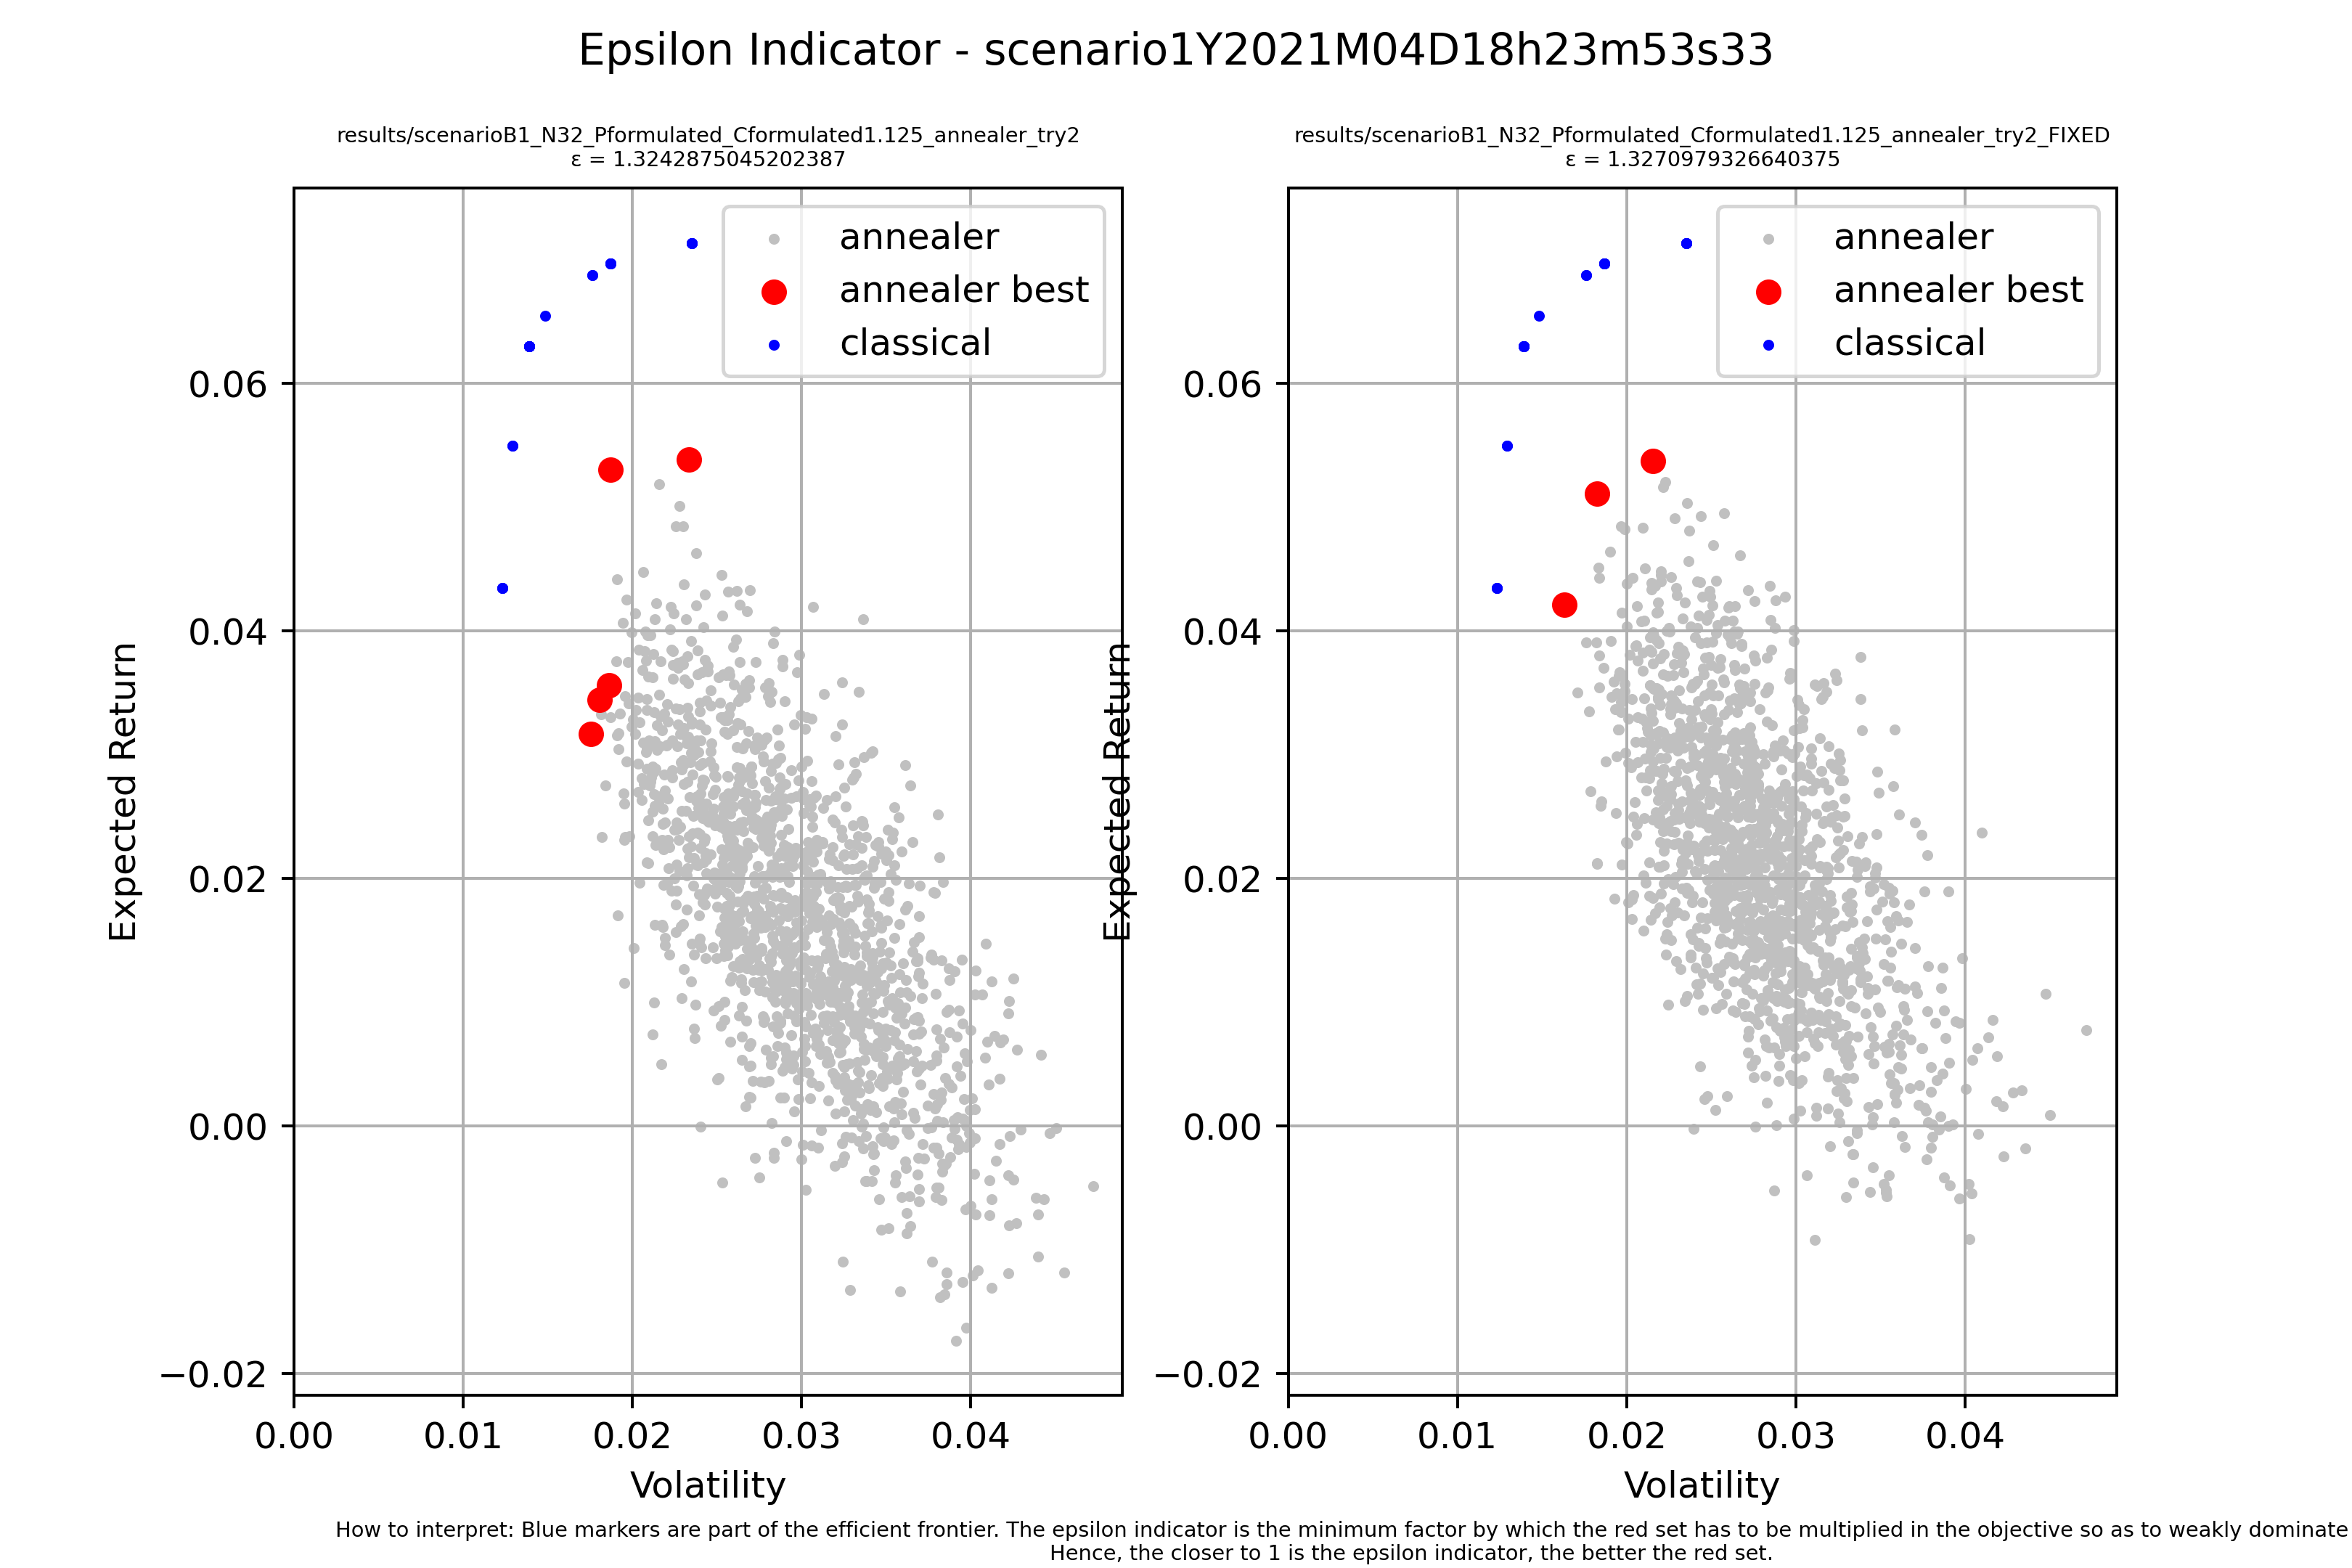 Epsilon Indicator - scenario1Y2021M04D18h23m53s33
results/scenarioB1_N32_Pformulated_Cformulated1.125_annealer_try2
ε = 1.3242875045202387
annealer
annealer best
classical
0.06
0.04
0.02
0.00
−0.02
Expected Return
0.00 0.01 0.02 0.03 0.04
Volatility
results/scenarioB1_N32_Pformulated_Cformulated1.125_annealer_try2_FIXED
ε = 1.3270979326640375
annealer
annealer best
classical
0.06
0.04
0.02
0.00
−0.02
Expected Return
0.00 0.01 0.02 0.03 0.04
Volatility
How to interpret: Blue markers are part of the efficient frontier. The epsilon indicator is the minimum factor by which the red set has to be multiplied in the objective so as to weakly dominate
Hence, the closer to 1 is the epsilon indicator, the better the red set.